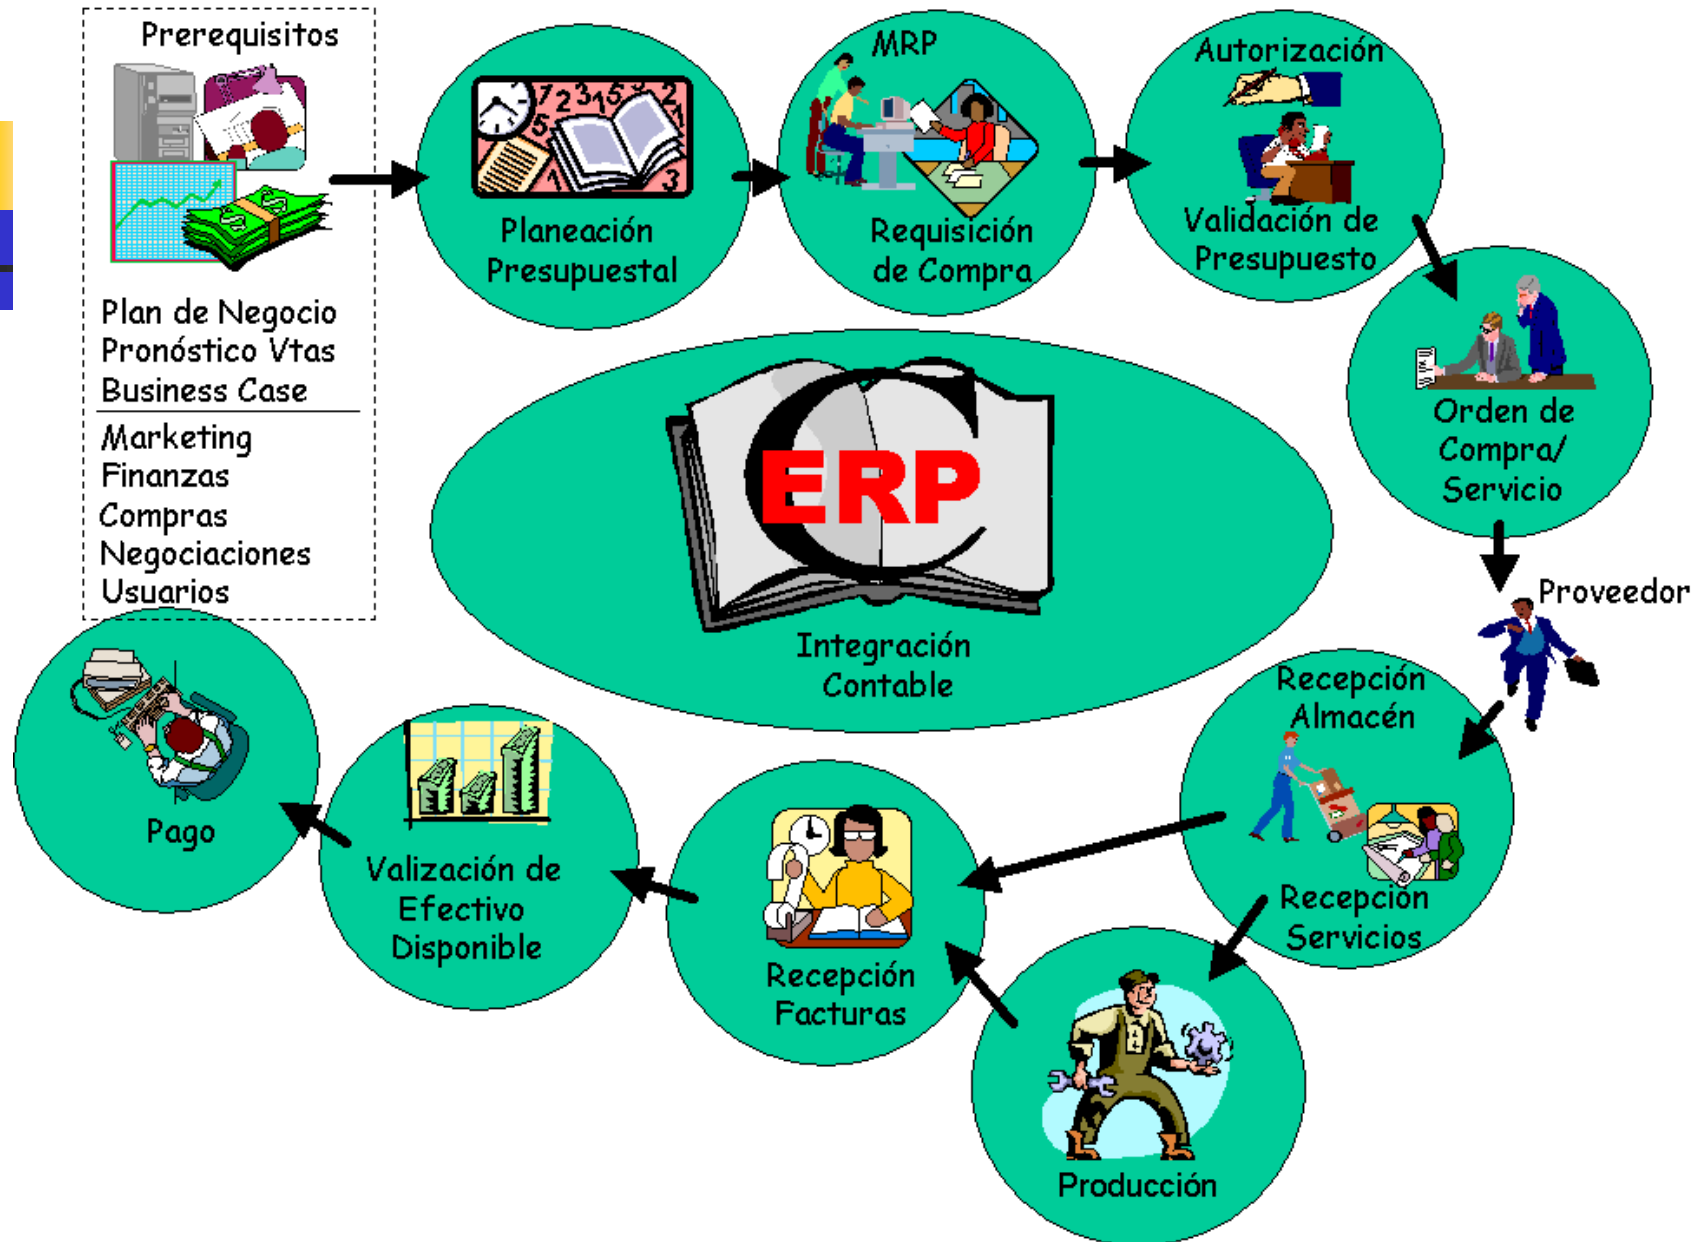 Prerequisitos
Plan de Negocio
Pronóstico Vtas
Business Case
Marketing
Finanzas
Compras
Negociaciones
Usuarios
Planeación
Presupuestal
MRP
Requisición
de Compra
Autorización
Validación de
Presupuesto
Orden de
Compra/
Servicio
Proveedor
Recepción
Almacén
Recepción
Servicios
Producción
Recepción
Facturas
Valización de
Efectivo
Disponible
Pago
C
ERP
Integración
Contable